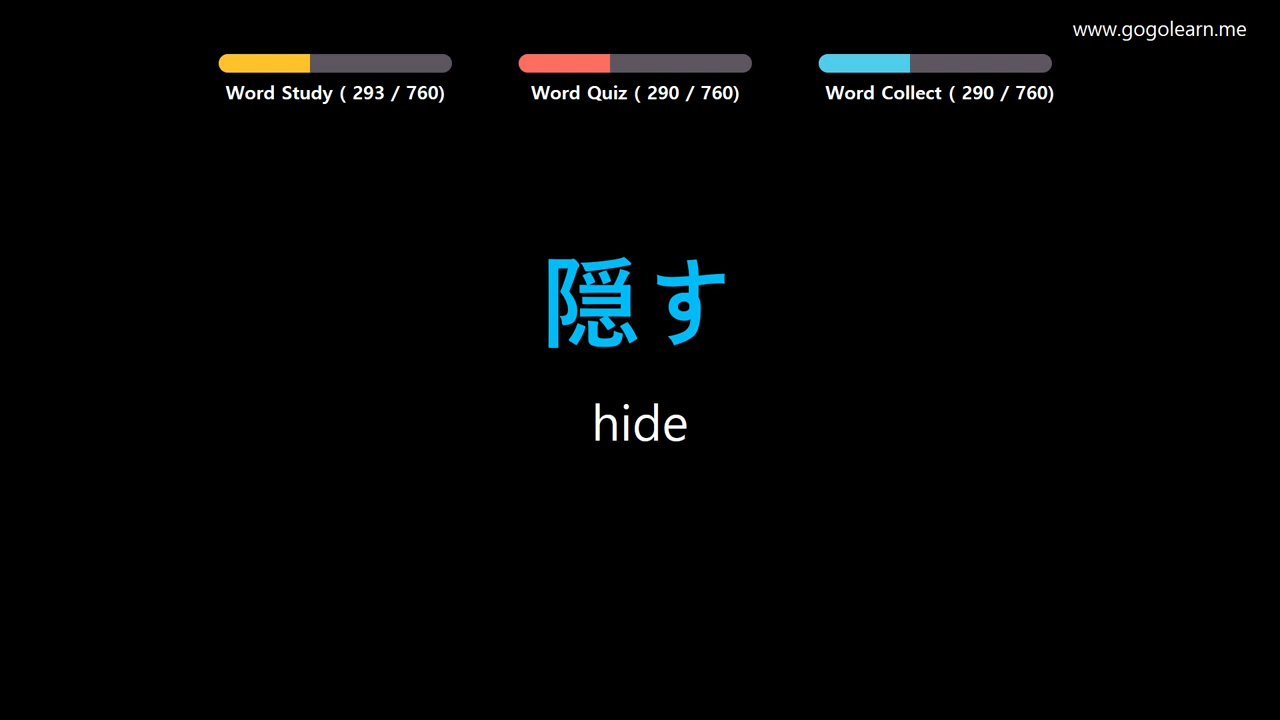 www.gogolearn.me
Word Study ( 293 / 760)
Word Quiz ( 290 / 760)
Word Collect ( 290 / 760)
隠す
hide